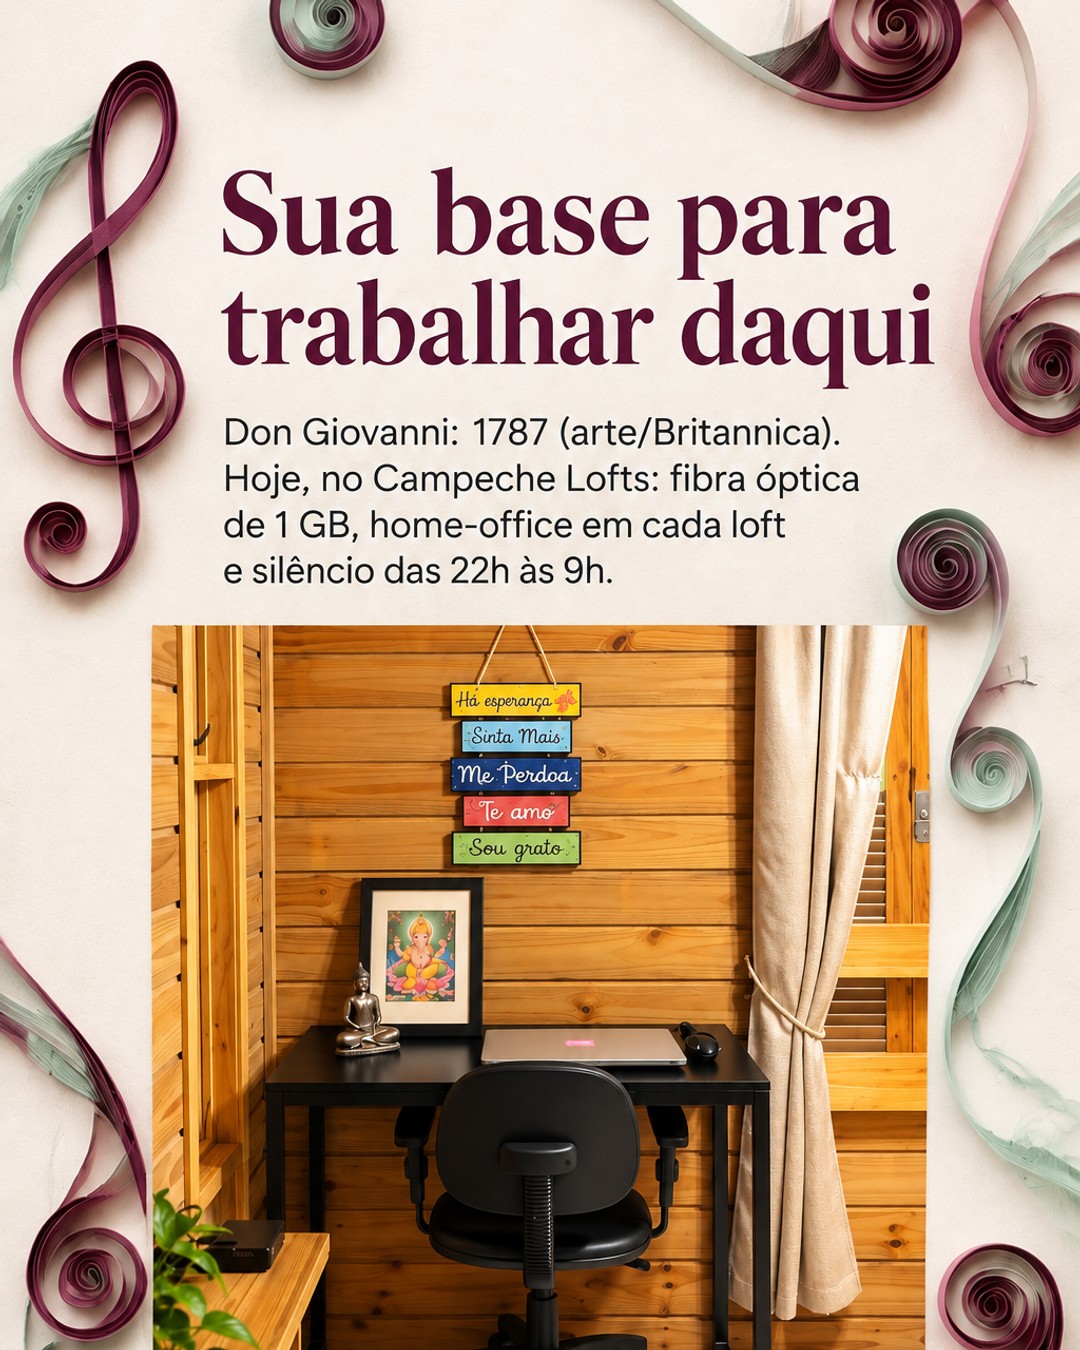 Sua base para
trabalhar daqui
Don Giovanni: 1787 (arte/Britannica).
Hoje, no Campeche Lofts: fibra óptica
de 1 GB, home-office em cada loft
e silêncio das 22h às 9h.
Há esperança
Sinta Mais
Me Perdoa
Te amo
Sou grato